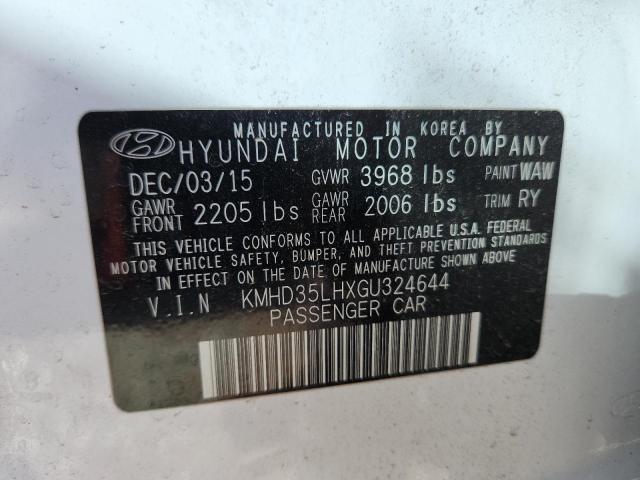 MANUFACTURED IN KOREA BY
HYUNDAI MOTOR COMPANY
DEC/03/15 GVWR 3968 lbs PAINT WAW
GAWR FRONT 2205 lbs GAWR REAR 2006 lbs TRIM RY
THIS VEHICLE CONFORMS TO ALL APPLICABLE U.S.A. FEDERAL
MOTOR VEHICLE SAFETY, BUMPER, AND THEFT PREVENTION STANDARDS
IN EFFECT ON THE DATE OF MANUFACTURE SHOWN ABOVE
V.I.N KMHD35LHXGU324644
PASSENGER CAR